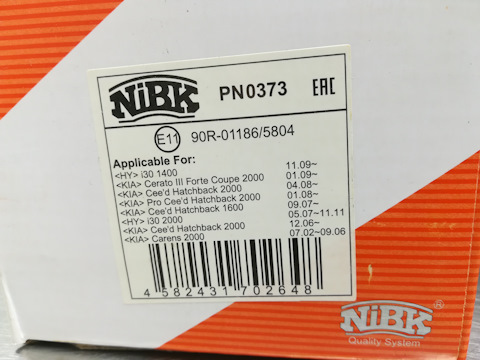 NiBK PN0373 EAC
E11 90R-01186/5804
Applicable For:
<HY> i30 1400 11.09~
<KIA> Cerato III Forte Coupe 2000 01.09~
<KIA> Cee'd Hatchback 2000 04.08~
<KIA> Pro Cee'd Hatchback 2000 01.08~
<KIA> Cee'd Hatchback 1600 09.07~
<HY> i30 2000 05.07~11.11
<KIA> Cee'd Hatchback 2000 12.06~
<KIA> Carens 2000 07.02~09.06
4 582431 702648
NiBK ®
Quality System